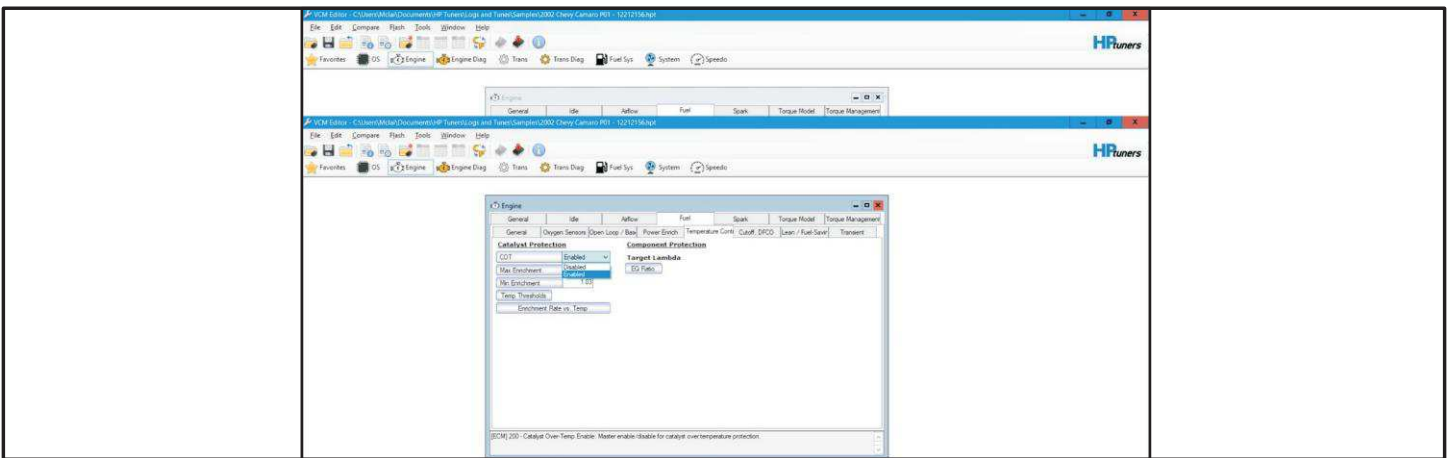 VCM Editor - C:\Users\Mclai\Documents\HP Tuners\Logs and Tunes\Samples\2002 Chevy Camaro P01 - 12212156.hpt
File Edit Compare Flash Tools Window Help
HPtuners
Favorites OS Engine Engine Diag Trans Trans Diag Fuel Sys System Speedo
Engine
General Idle Airflow Fuel Spark Torque Model Torque Management
VCM Editor - C:\Users\Mclai\Documents\HP Tuners\Logs and Tunes\Samples\2002 Chevy Camaro P01 - 12212156.hpt
File Edit Compare Flash Tools Window Help
HPtuners
Favorites OS Engine Engine Diag Trans Trans Diag Fuel Sys System Speedo
Engine
General Idle Airflow Fuel Spark Torque Model Torque Management
General Oxygen Sensors Open Loop / Base Power Enrich Temperature Contr Cutoff, DFCO Lean / Fuel-Savin Transient
Catalyst Protection Component Protection
COT Enabled Target Lambda
Max Enrichment Disabled EQ Ratio
Enabled
Min Enrichment 1.03
Temp. Thresholds
Enrichment Rate vs. Temp
[ECM] 200 - Catalyst Over-Temp Enable: Master enable/disable for catalyst over temperature protection.